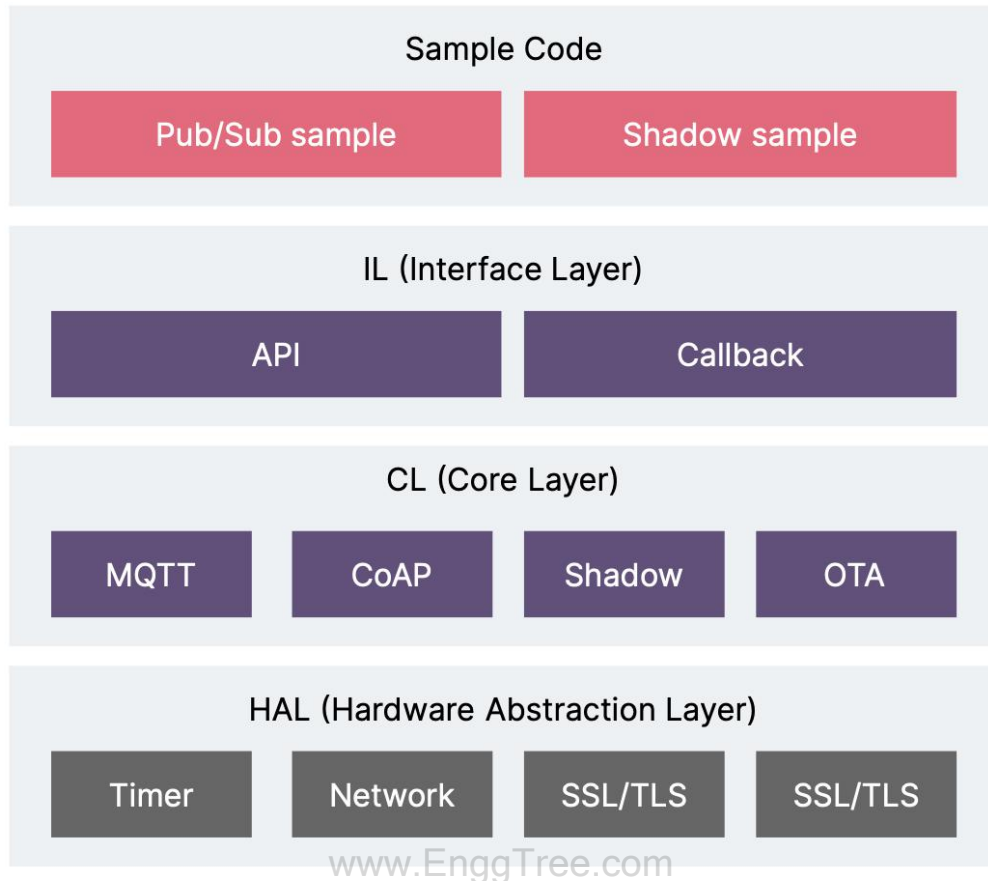 Sample Code
Pub/Sub sample Shadow sample
IL (Interface Layer)
API Callback
CL (Core Layer)
MQTT CoAP Shadow OTA
HAL (Hardware Abstraction Layer)
Timer Network SSL/TLS SSL/TLS
www.EnggTree.com